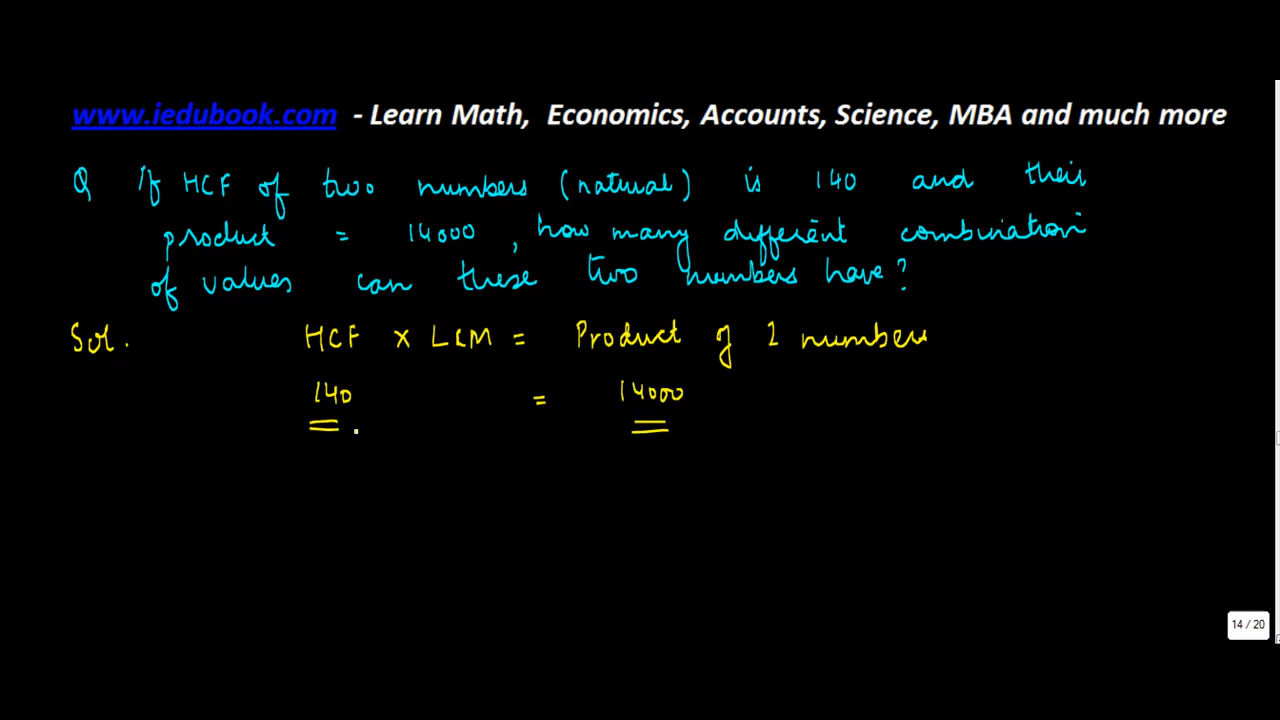 www.iedubook.com - Learn Math, Economics, Accounts, Science, MBA and much more
Q If HCF of two numbers (natural) is 140 and their
product = 14000, how many different combination
of values can these two numbers have?
Sol. HCF x LCM = Product of 2 numbers
140 = 14000
14 / 20